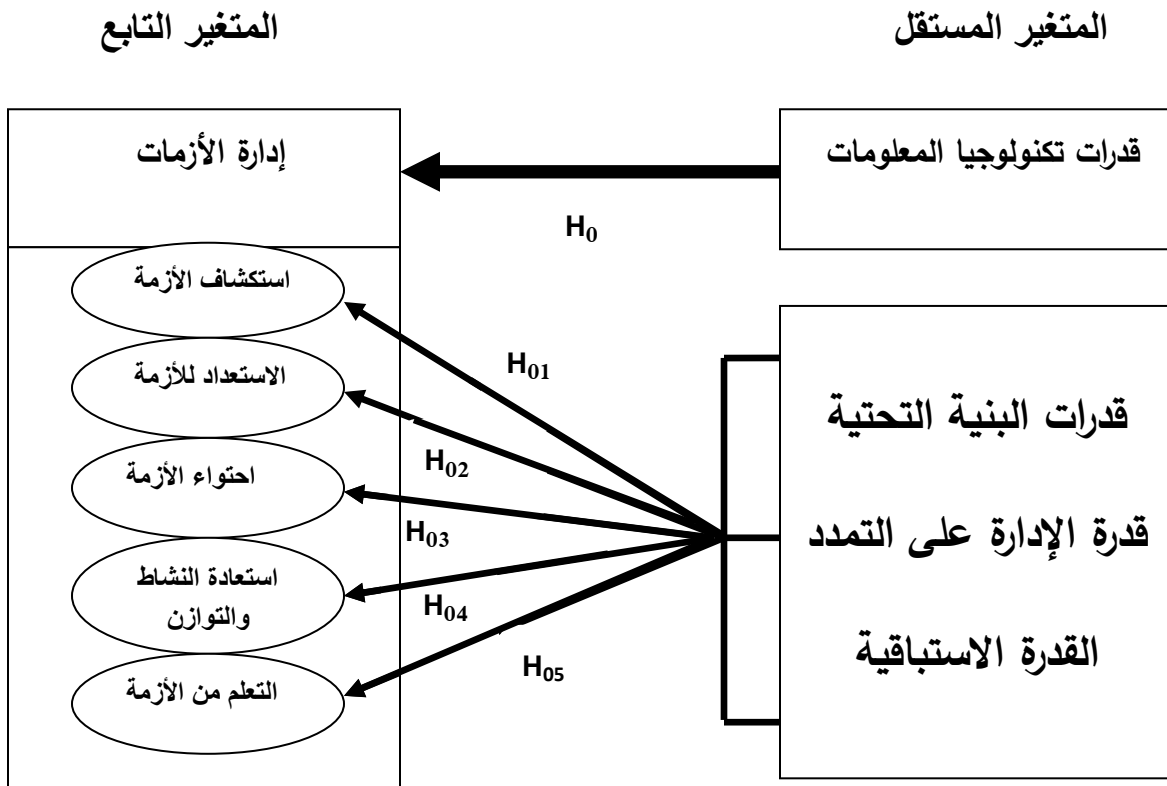 المتغير المستقل
المتغير التابع
قدرات تكنولوجيا المعلومات
إدارة الأزمات
H0
استكشاف الأزمة
H01
الاستعداد للأزمة
قدرات البنية التحتية
H02
احتواء الأزمة
قدرة الإدارة على التمدد
H03
استعادة النشاط
والتوازن
H04
القدرة الاستباقية
H05
التعلم من الأزمة